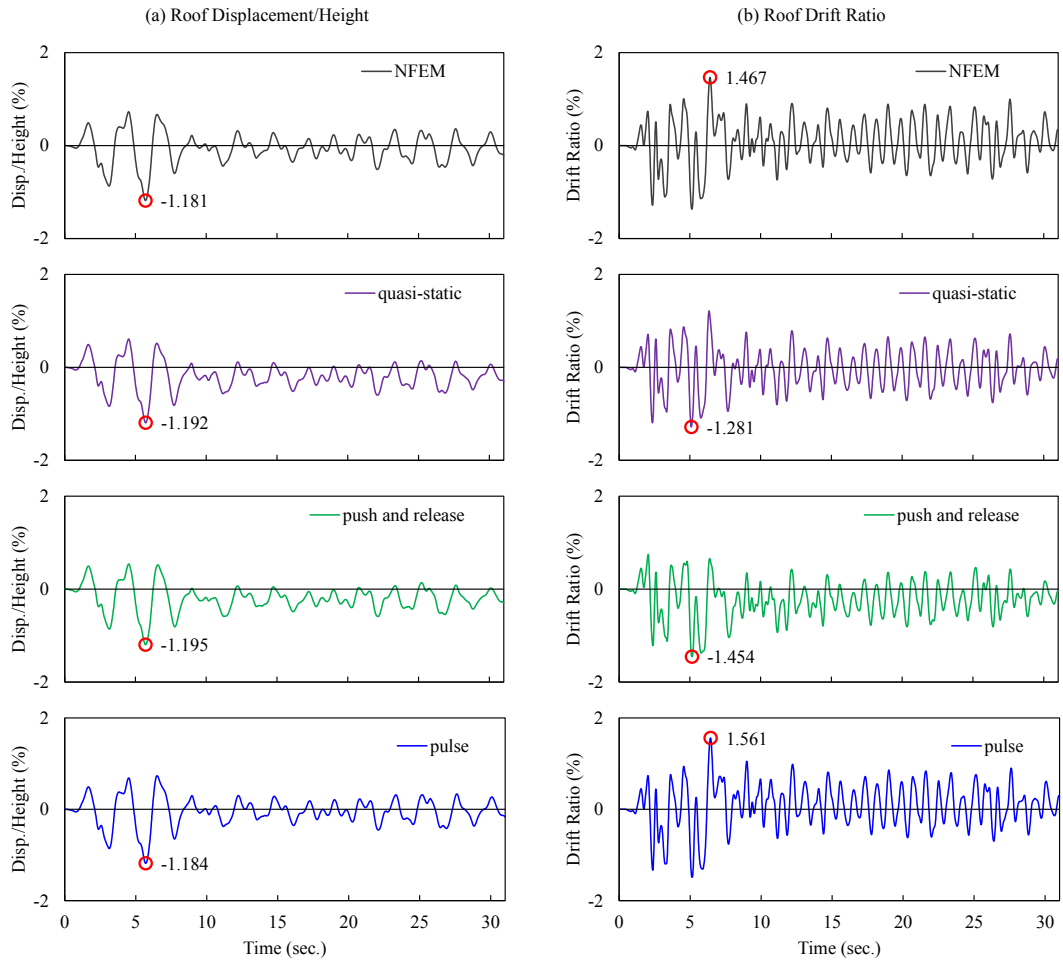 (a) Roof Displacement/Height
Disp./Height (%)
2
0
-2
NFEM
-1.181
Disp./Height (%)
2
0
-2
quasi-static
-1.192
Disp./Height (%)
2
0
-2
push and release
-1.195
Disp./Height (%)
2
0
-2
pulse
-1.184
0 5 10 15 20 25 30
Time (sec.)
(b) Roof Drift Ratio
Drift Ratio (%)
2
0
-2
NFEM
1.467
Drift Ratio (%)
2
0
-2
quasi-static
-1.281
Drift Ratio (%)
2
0
-2
push and release
-1.454
Drift Ratio (%)
2
0
-2
pulse
1.561
0 5 10 15 20 25 30
Time (sec.)